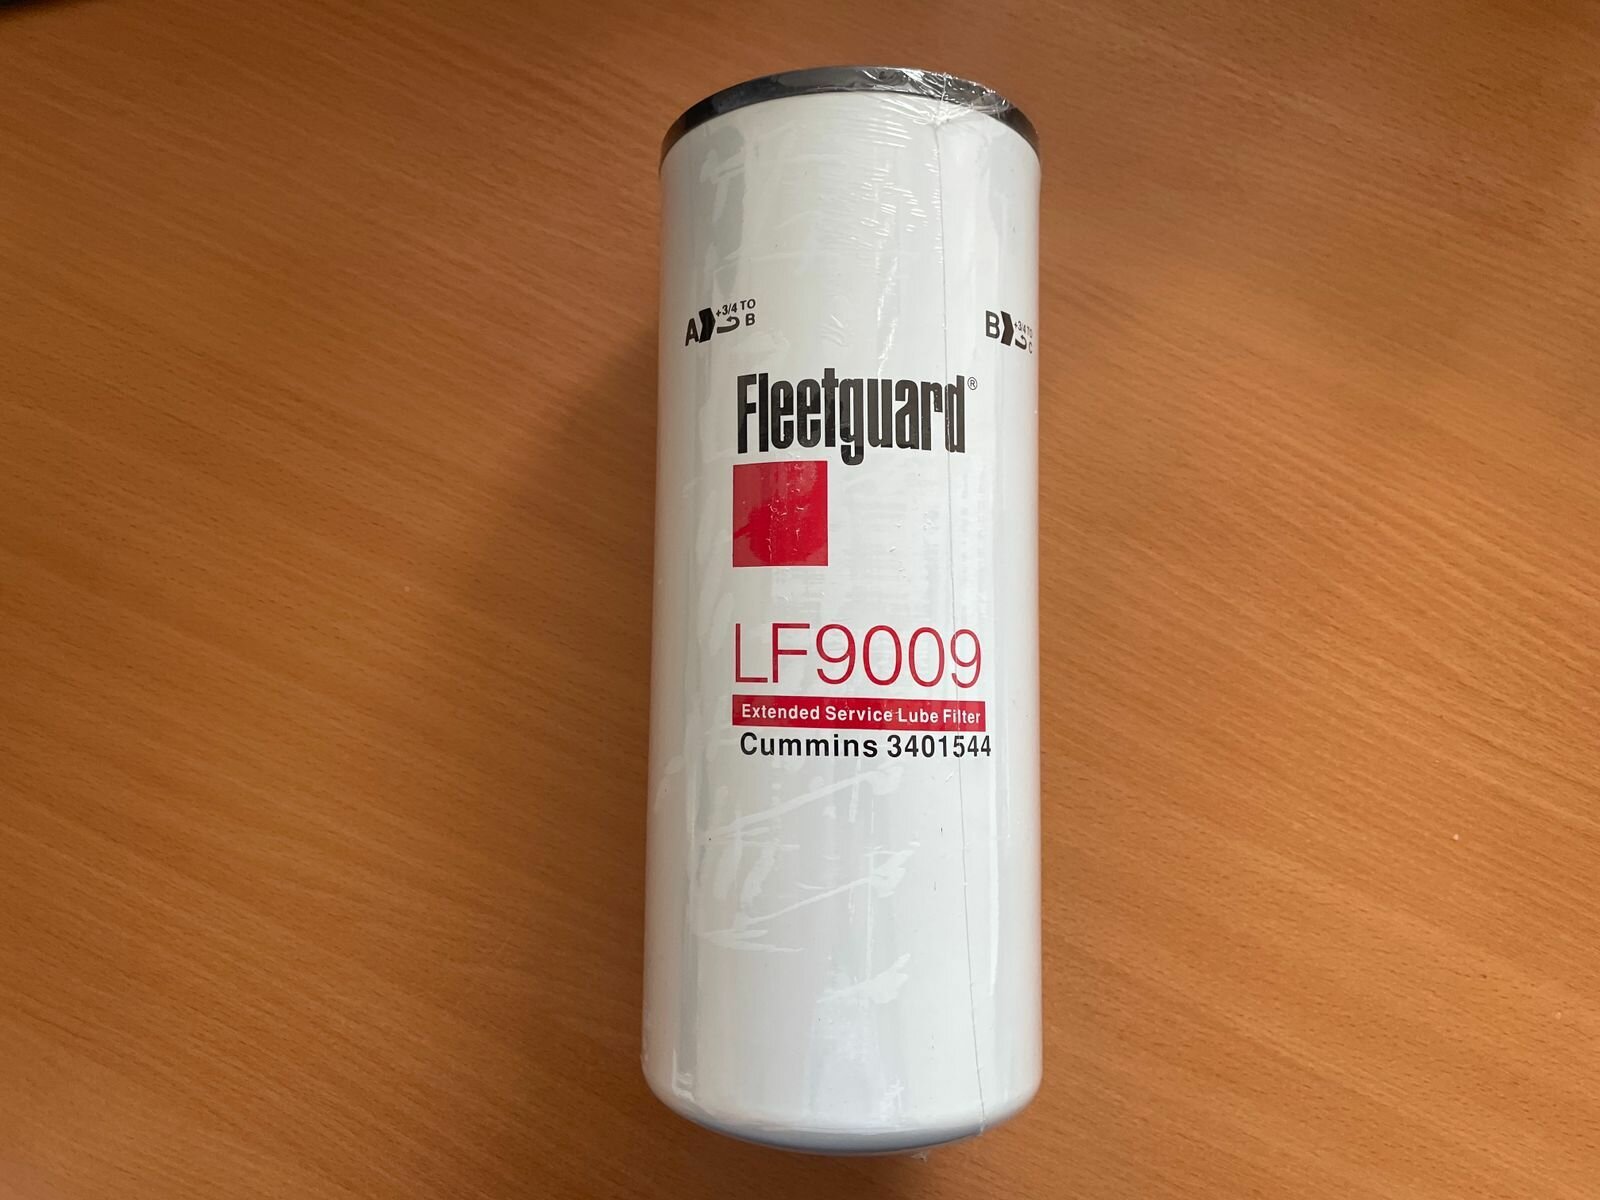 A +3/4 TO B
B +3/4 TO C
Fleetguard®
LF9009
Extended Service Lube Filter
Cummins 3401544